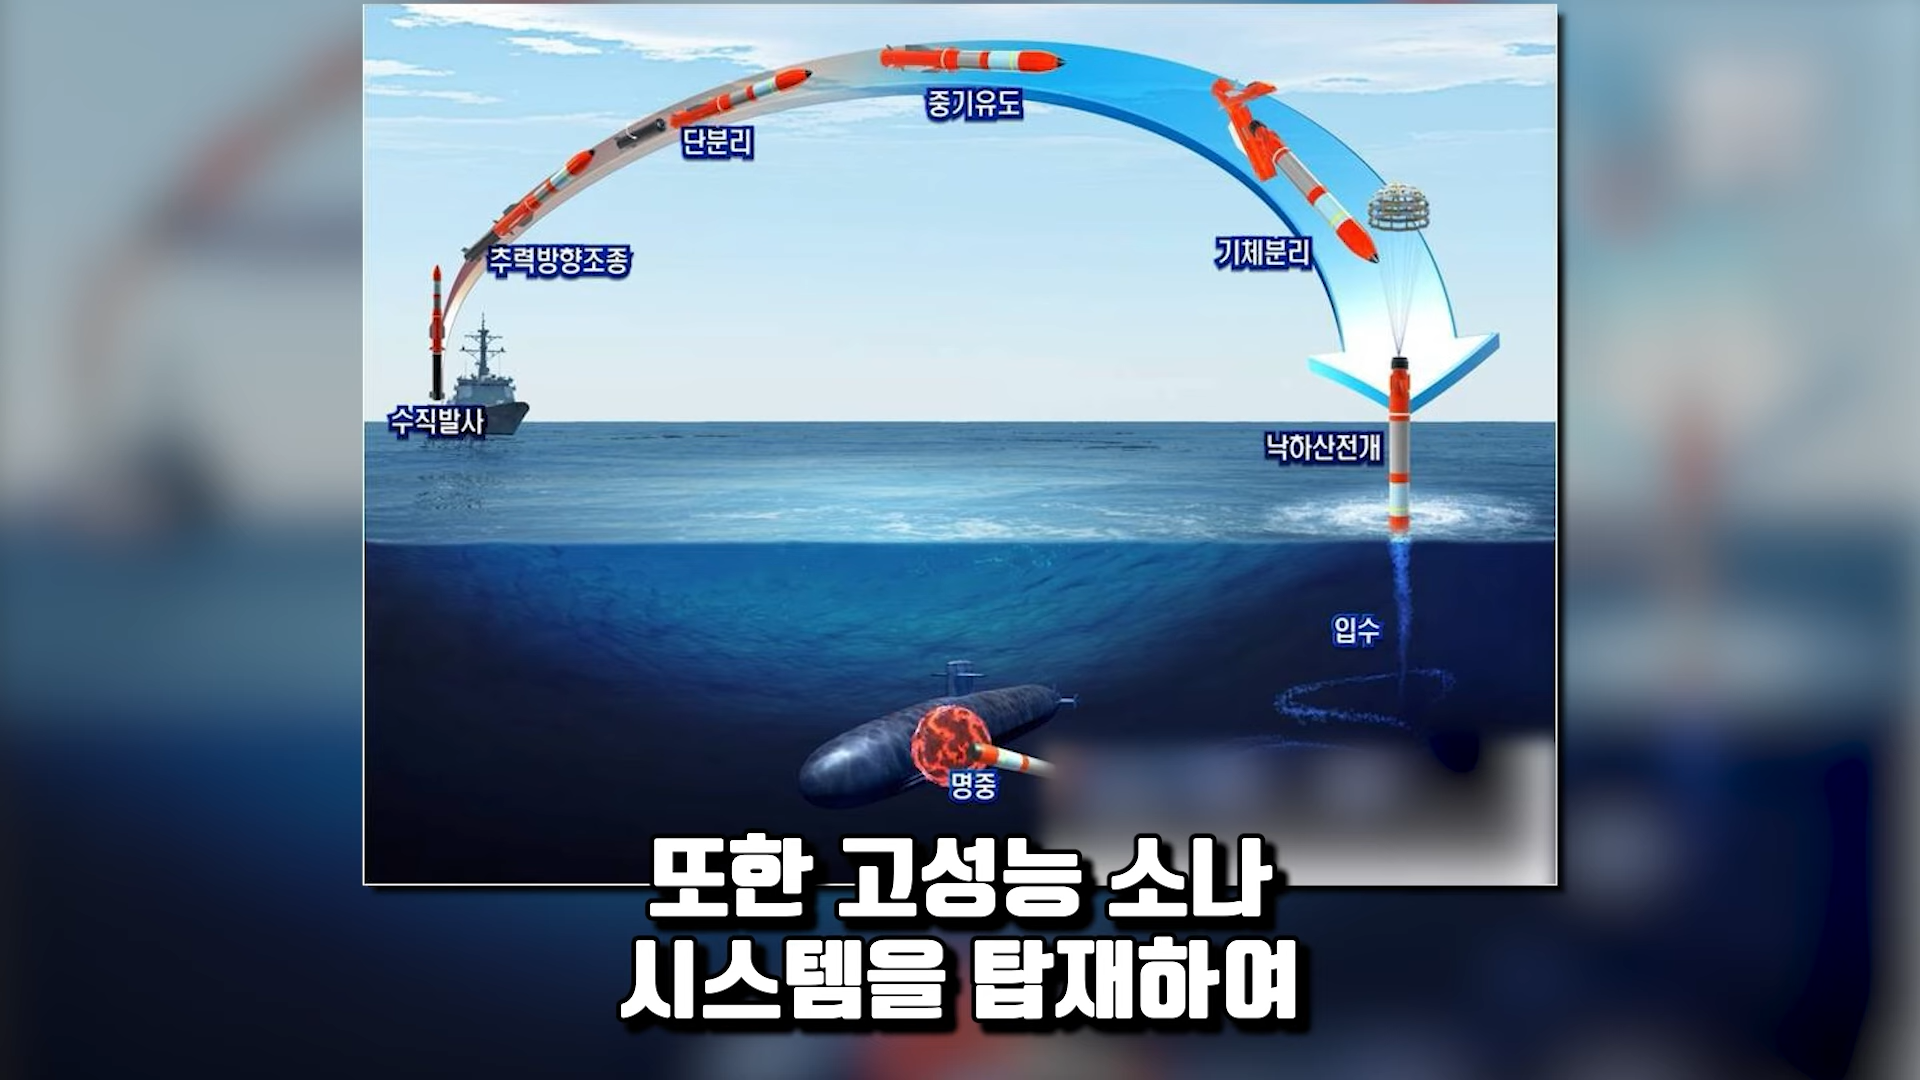 중기유도
단분리
추력방향조종
기체분리
수직발사
낙하산전개
입수
명중
또한 고성능 소나
시스템을 탑재하여